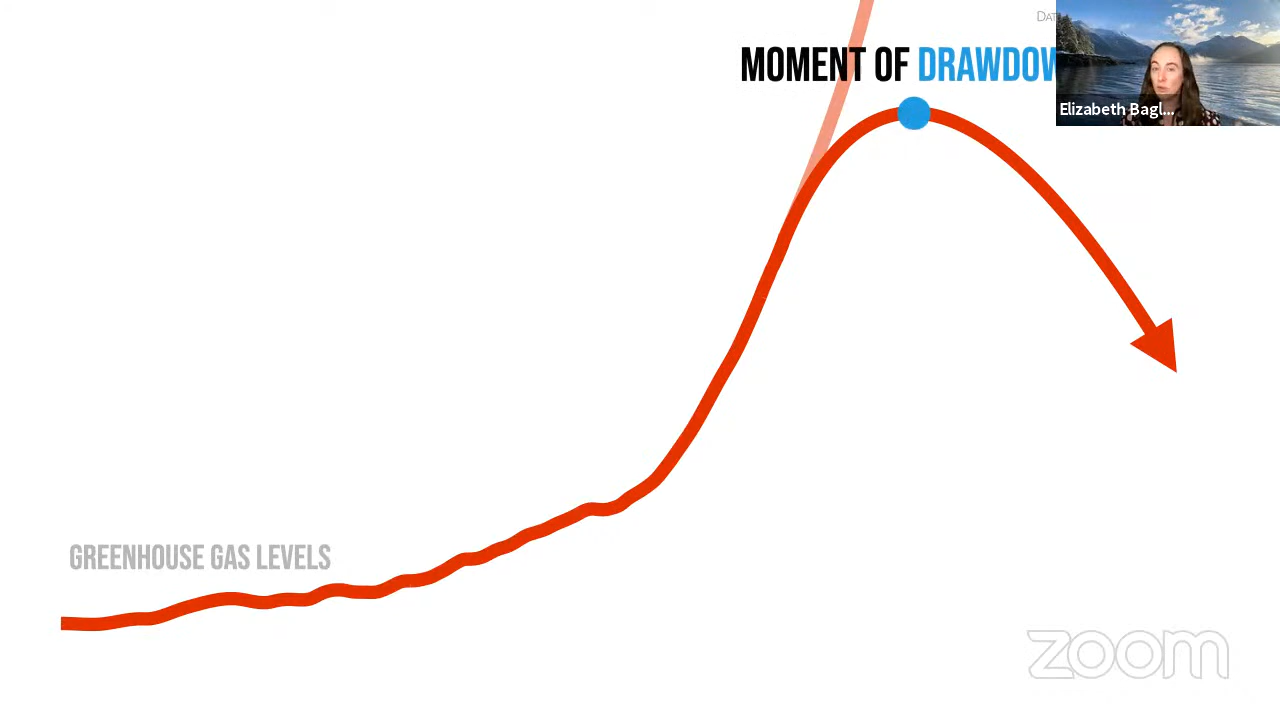 MOMENT OF DRAWDOW
Elizabeth Bagl...
GREENHOUSE GAS LEVELS
zoom